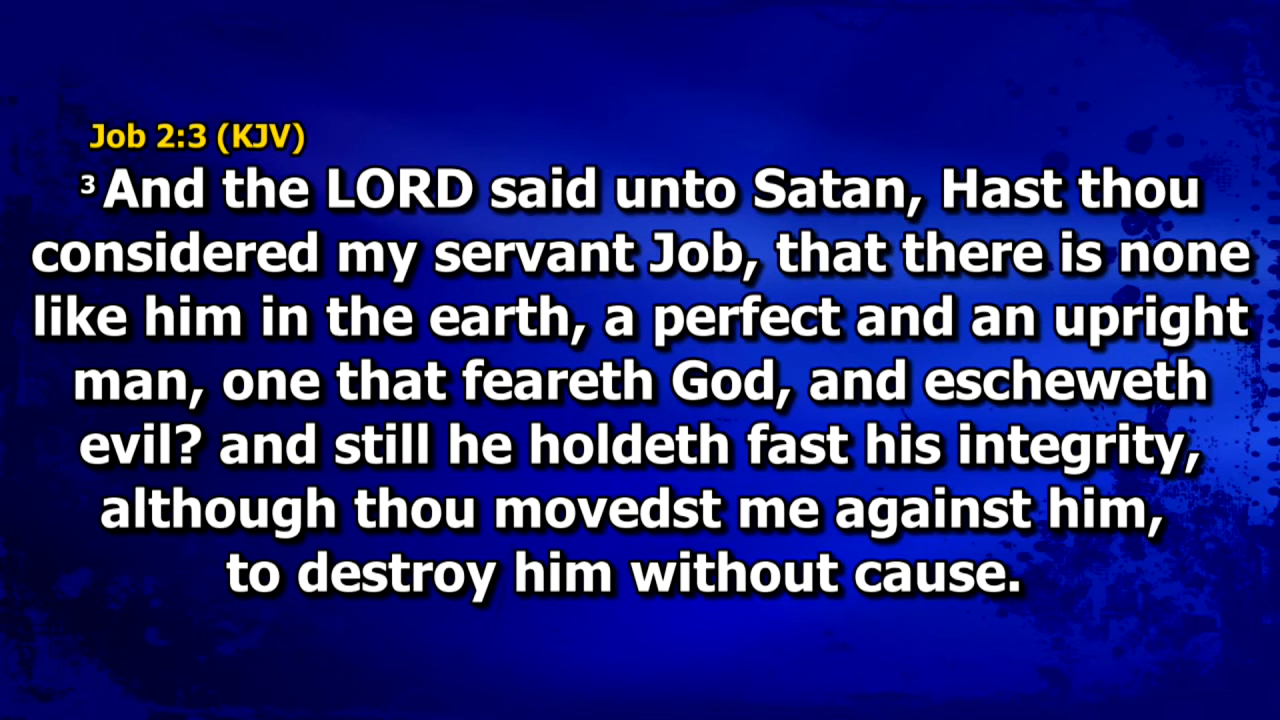 Job 2:3 (KJV)
3 And the LORD said unto Satan, Hast thou
considered my servant Job, that there is none
like him in the earth, a perfect and an upright
man, one that feareth God, and escheweth
evil? and still he holdeth fast his integrity,
although thou movedst me against him,
to destroy him without cause.